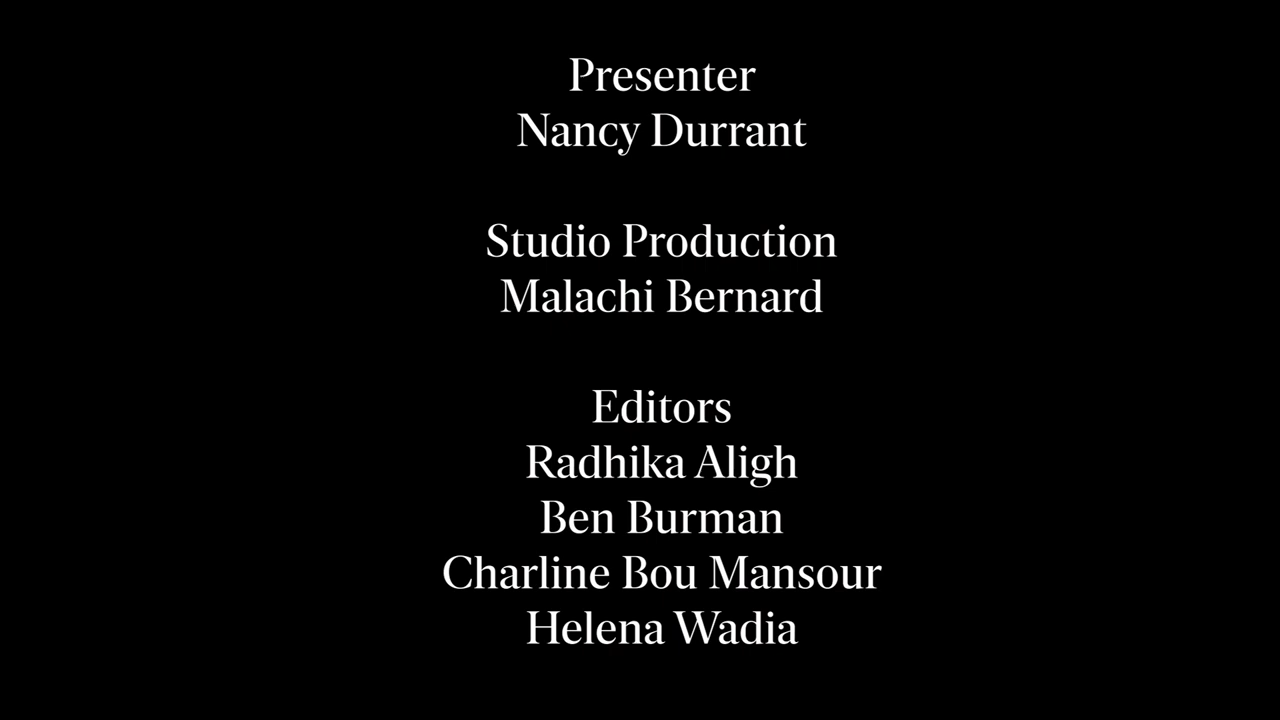 Presenter
Nancy Durrant
Studio Production
Malachi Bernard
Editors
Radhika Aligh
Ben Burman
Charline Bou Mansour
Helena Wadia